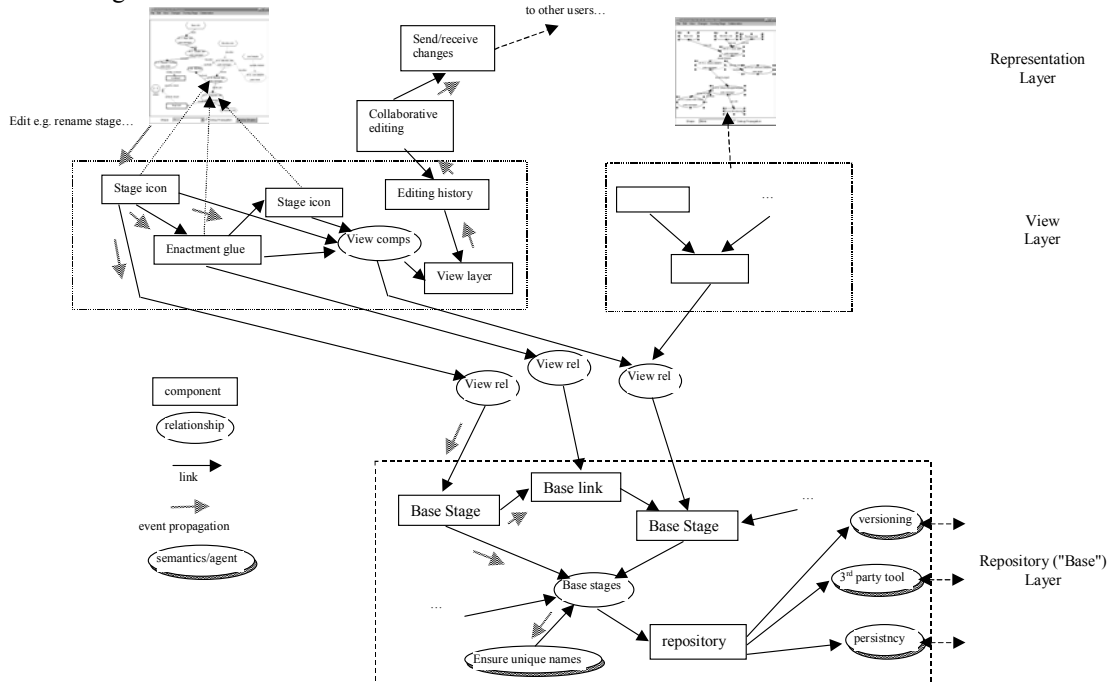 to other users…
Send/receive
changes
Representation
Layer
Edit e.g. rename stage…
Collaborative
editing
Stage icon
Stage icon
Editing history
…
View
Layer
Enactment glue
View comps
View layer
View rel
View rel
View rel
component
relationship
link
event propagation
semantics/agent
Base Stage
Base link
Base Stage
…
versioning
Base stages
3rd party tool
Repository ("Base")
Layer
…
repository
persistncy
Ensure unique names